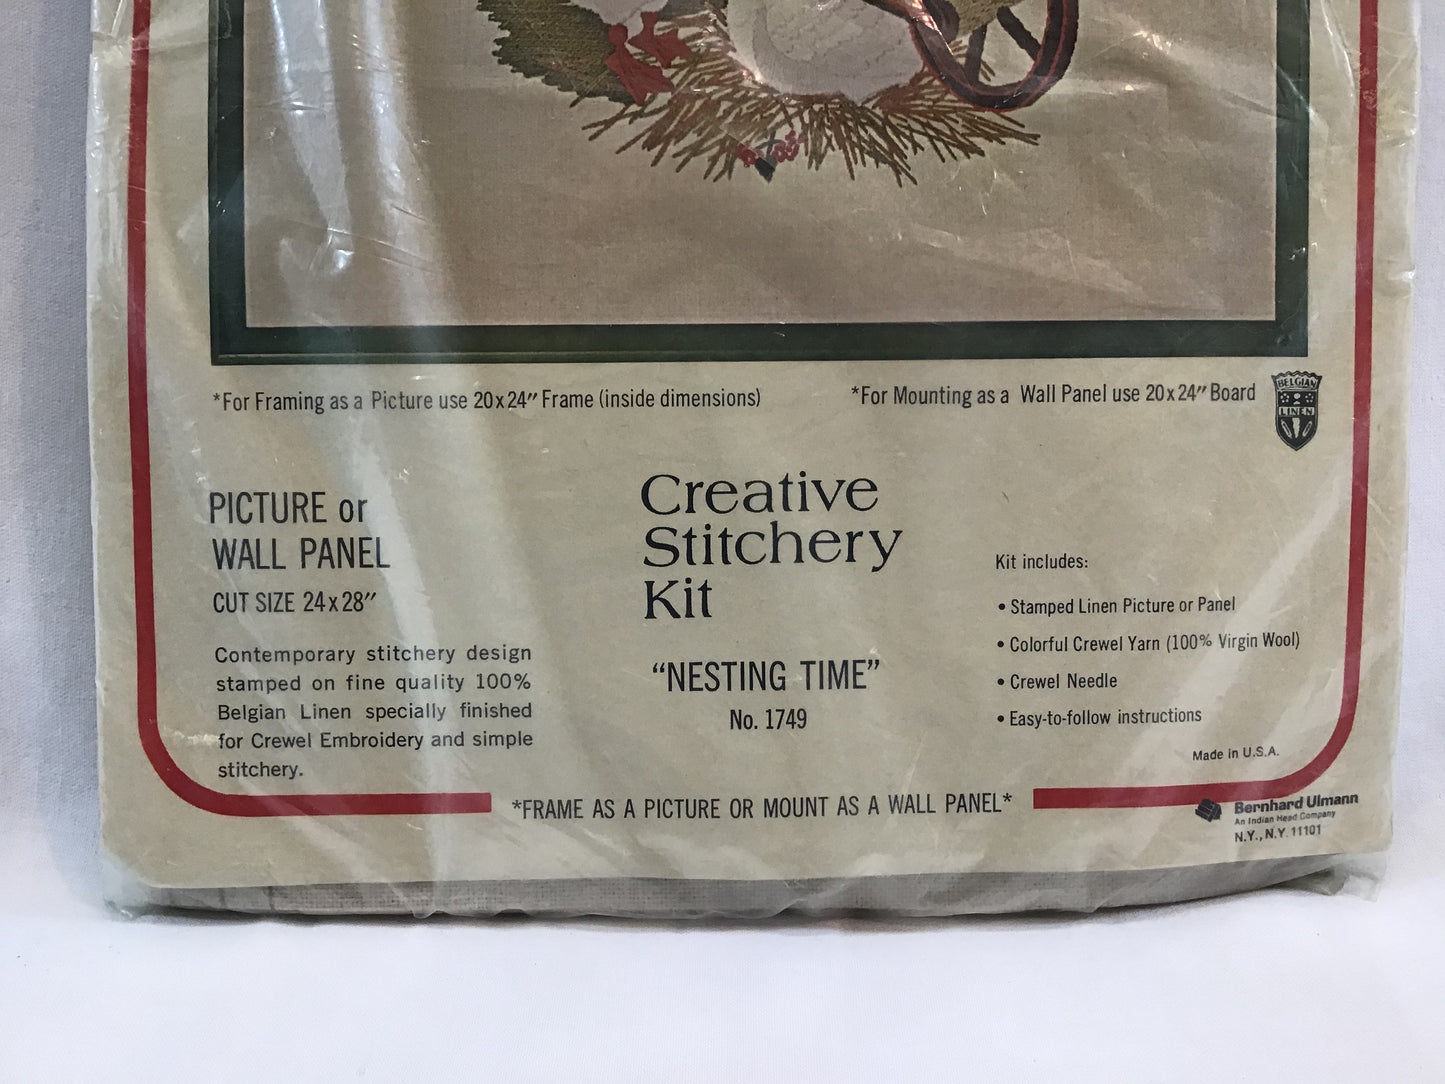 *For Framing as a Picture use 20x24″ Frame (inside dimensions)
*For Mounting as a Wall Panel use 20x24″ Board
BELGIAN
LINEN
PICTURE or
WALL PANEL
CUT SIZE 24x28″
Contemporary stitchery design
stamped on fine quality 100%
Belgian Linen specially finished
for Crewel Embroidery and simple
stitchery.
Creative
Stitchery
Kit
“NESTING TIME”
No. 1749
Kit includes:
• Stamped Linen Picture or Panel
• Colorful Crewel Yarn (100% Virgin Wool)
• Crewel Needle
• Easy-to-follow instructions
Made in U.S.A.
*FRAME AS A PICTURE OR MOUNT AS A WALL PANEL*
Bernhard Ulmann
An Indian Head Company
N.Y., N.Y. 11101